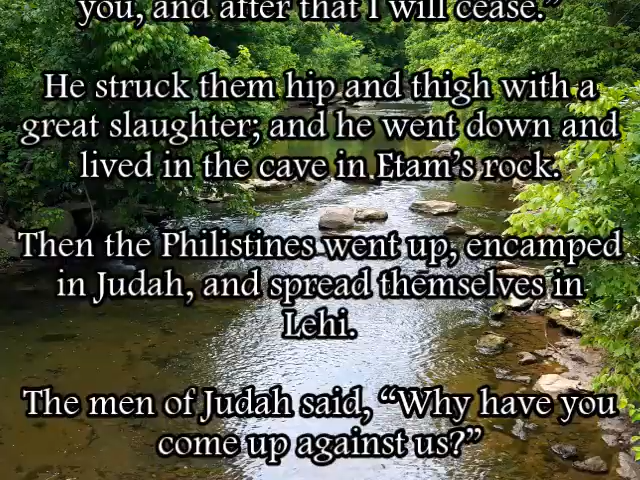 you, and after that I will cease.”
He struck them hip and thigh with a
great slaughter; and he went down and
lived in the cave in Etam’s rock.
Then the Philistines went up, encamped
in Judah, and spread themselves in
Lehi.
The men of Judah said, “Why have you
come up against us?”